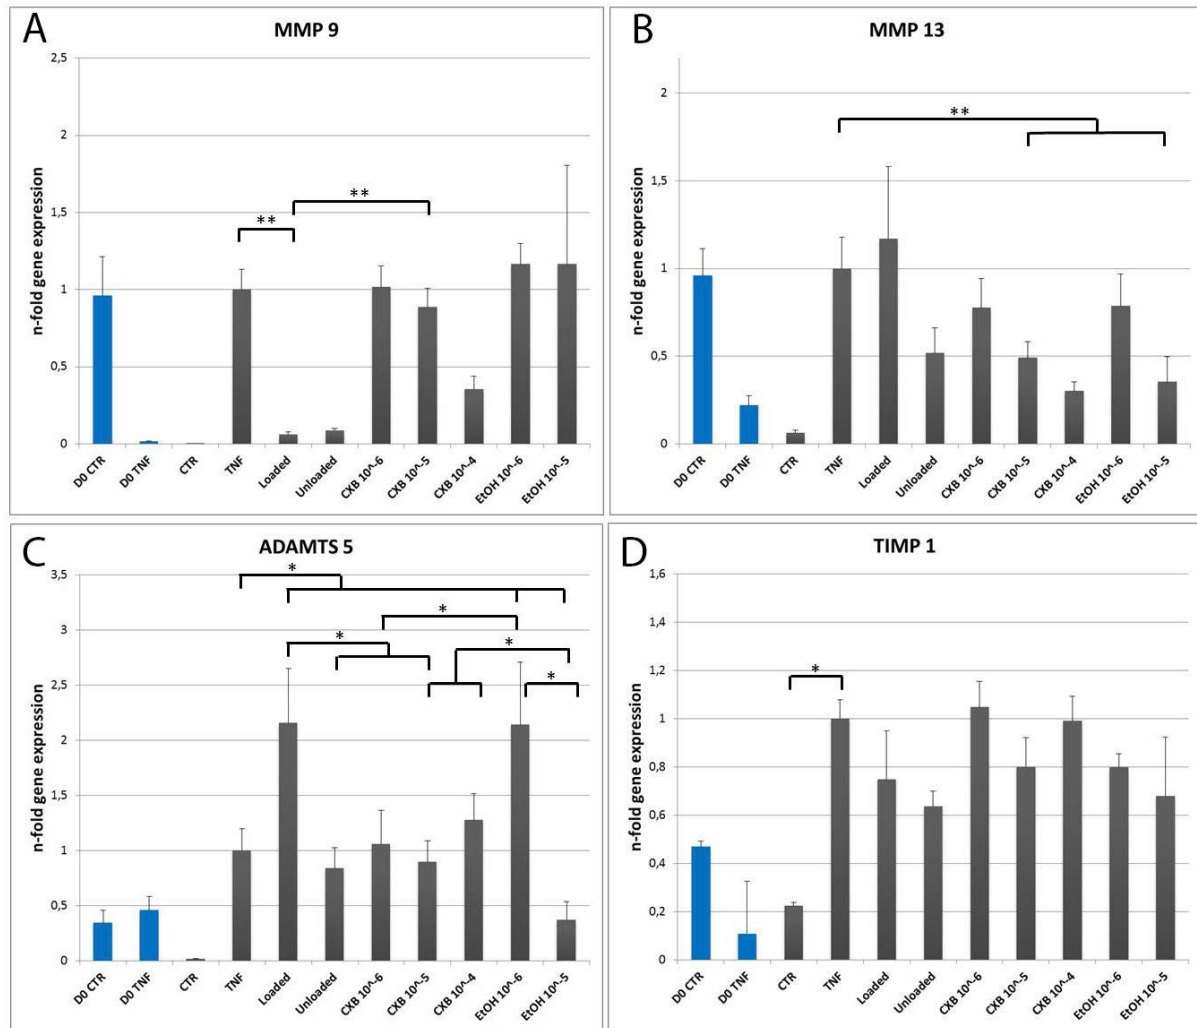 A
MMP 9
n-fold gene expression
2,5
2
1,5
1
0,5
0
**
**
D0 CTR
D0 TNF
CTR
TNF
Loaded
Unloaded
CXB 10^-6
CXB 10^-5
CXB 10^-4
EtOH 10^-6
EtOH 10^-5
B
MMP 13
n-fold gene expression
2
1,5
1
0,5
0
**
D0 CTR
D0 TNF
CTR
TNF
Loaded
Unloaded
CXB 10^-6
CXB 10^-5
CXB 10^-4
EtOH 10^-6
EtOH 10^-5
C
ADAMTS 5
n-fold gene expression
3,5
3
2,5
2
1,5
1
0,5
0
*
*
*
*
*
D0 CTR
D0 TNF
CTR
TNF
Loaded
Unloaded
CXB 10^-6
CXB 10^-5
CXB 10^-4
EtOH 10^-6
EtOH 10^-5
D
TIMP 1
n-fold gene expression
1,6
1,4
1,2
1
0,8
0,6
0,4
0,2
0
*
D0 CTR
D0 TNF
CTR
TNF
Loaded
Unloaded
CXB 10^-6
CXB 10^-5
CXB 10^-4
EtOH 10^-6
EtOH 10^-5